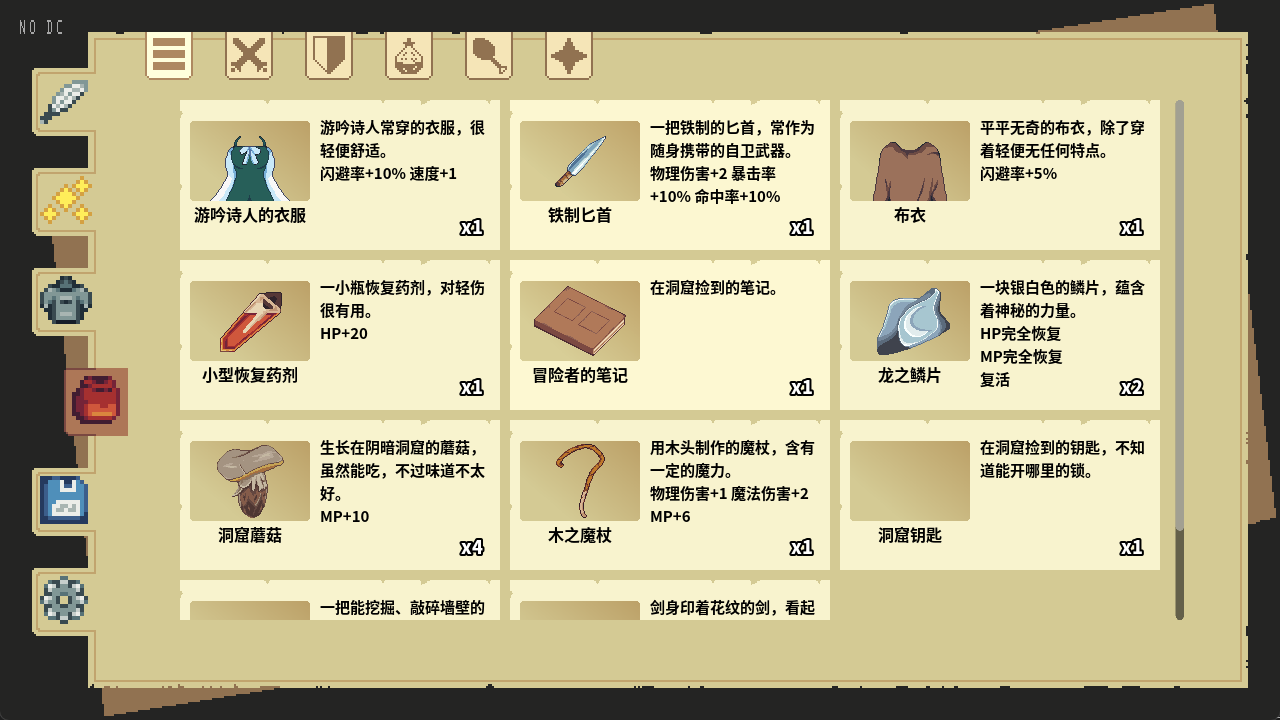 NO DC
游吟诗人常穿的衣服，很
轻便舒适。
闪避率+10% 速度+1
游吟诗人的衣服
x1
一把铁制的匕首，常作为
随身携带的自卫武器。
物理伤害+2 暴击率
+10% 命中率+10%
铁制匕首
x1
平平无奇的布衣，除了穿
着轻便无任何特点。
闪避率+5%
布衣
x1
一小瓶恢复药剂，对轻伤
很有用。
HP+20
小型恢复药剂
x1
在洞窟捡到的笔记。
冒险者的笔记
x1
一块银白色的鳞片，蕴含
着神秘的力量。
HP完全恢复
MP完全恢复
复活
龙之鳞片
x2
生长在阴暗洞窟的蘑菇，
虽然能吃，不过味道不太
好。
MP+10
洞窟蘑菇
x4
用木头制作的魔杖，含有
一定的魔力。
物理伤害+1 魔法伤害+2
MP+6
木之魔杖
x1
在洞窟捡到的钥匙，不知
道能开哪里的锁。
洞窟钥匙
x1
一把能挖掘、敲碎墙壁的
剑身印着花纹的剑，看起